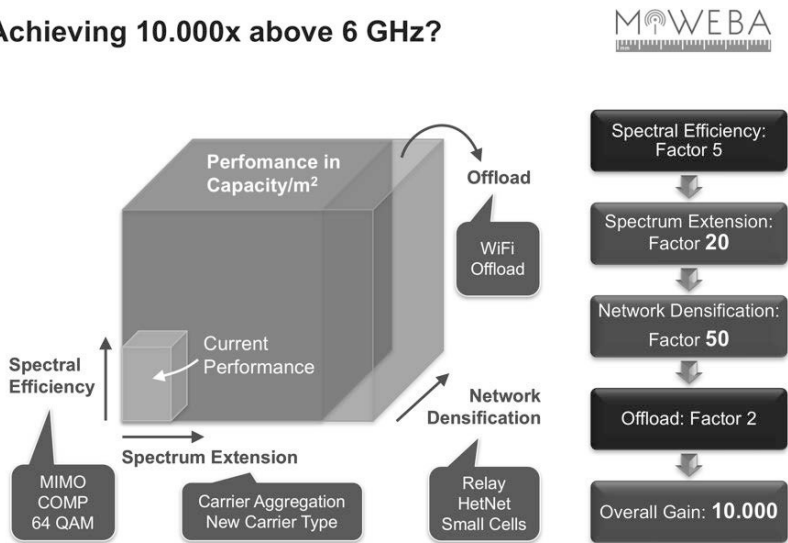 Achieving 10.000x above 6 GHz?
MiWEBA
mm
Perfomance in
Capacity/m²
Offload
WiFi
Offload
Current
Performance
Spectral
Efficiency
Network
Densification
Spectrum Extension
MIMO
COMP
64 QAM
Carrier Aggregation
New Carrier Type
Relay
HetNet
Small Cells
Spectral Efficiency:
Factor 5
Spectrum Extension:
Factor 20
Network Densification:
Factor 50
Offload: Factor 2
Overall Gain: 10.000